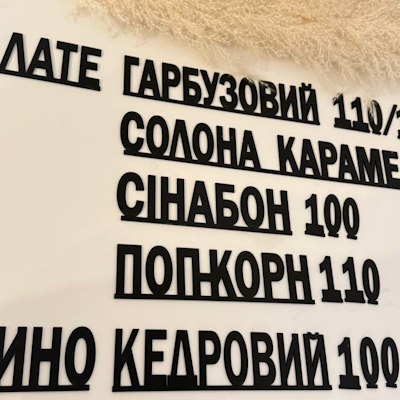 ЛАТЕ ГАРБУЗОВИЙ 110/
СОЛОНА КАРАМЕ
СІНАБОН 100
ПОП-КОРН 110
ИНО КЕДРОВИЙ 100